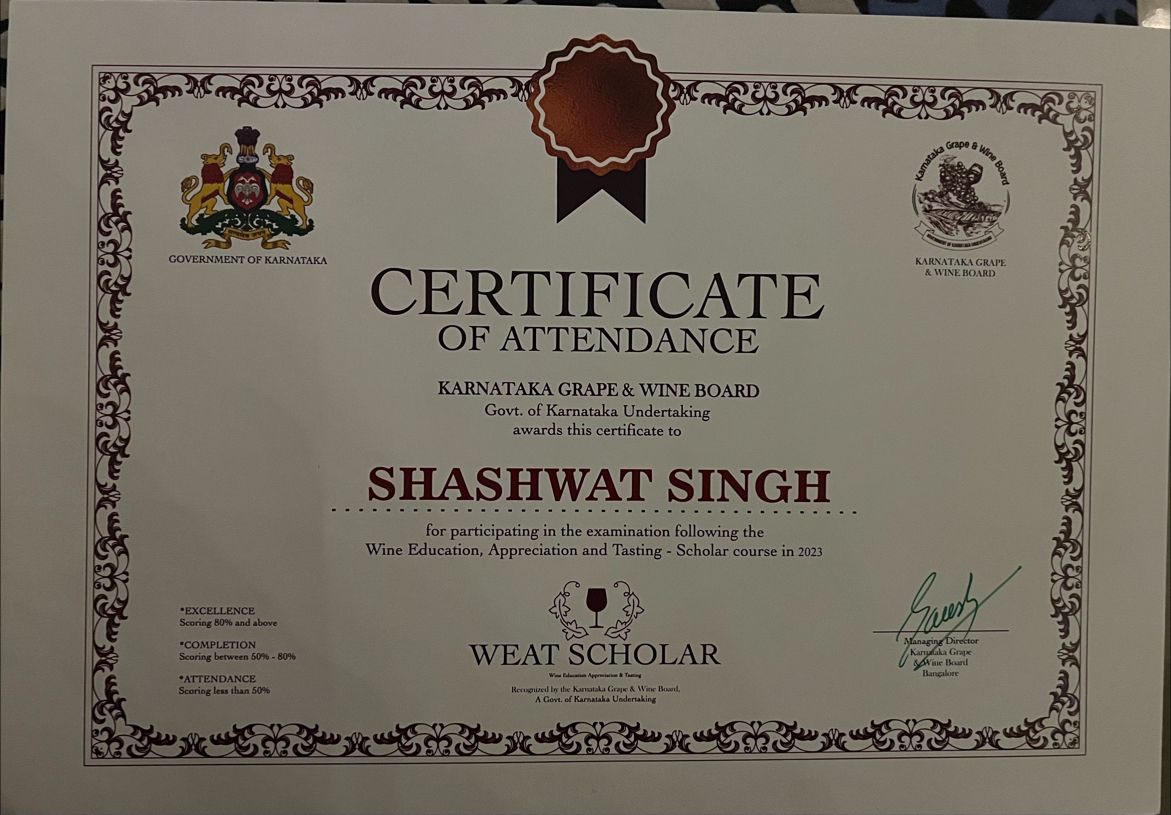 GOVERNMENT OF KARNATAKA
Karnataka Grape & Wine Board
KARNATAKA GRAPE
& WINE BOARD
CERTIFICATE
OF ATTENDANCE
KARNATAKA GRAPE & WINE BOARD
Govt. of Karnataka Undertaking
awards this certificate to
SHASHWAT SINGH
for participating in the examination following the
Wine Education, Appreciation and Tasting - Scholar course in 2023
*EXCELLENCE
Scoring 80% and above
*COMPLETION
Scoring between 50% - 80%
*ATTENDANCE
Scoring less than 50%
WEAT SCHOLAR
Wine Education Appreciation & Tasting
Recognized by the Karnataka Grape & Wine Board,
A Govt. of Karnataka Undertaking
Managing Director
Karnataka Grape
& Wine Board
Bangalore